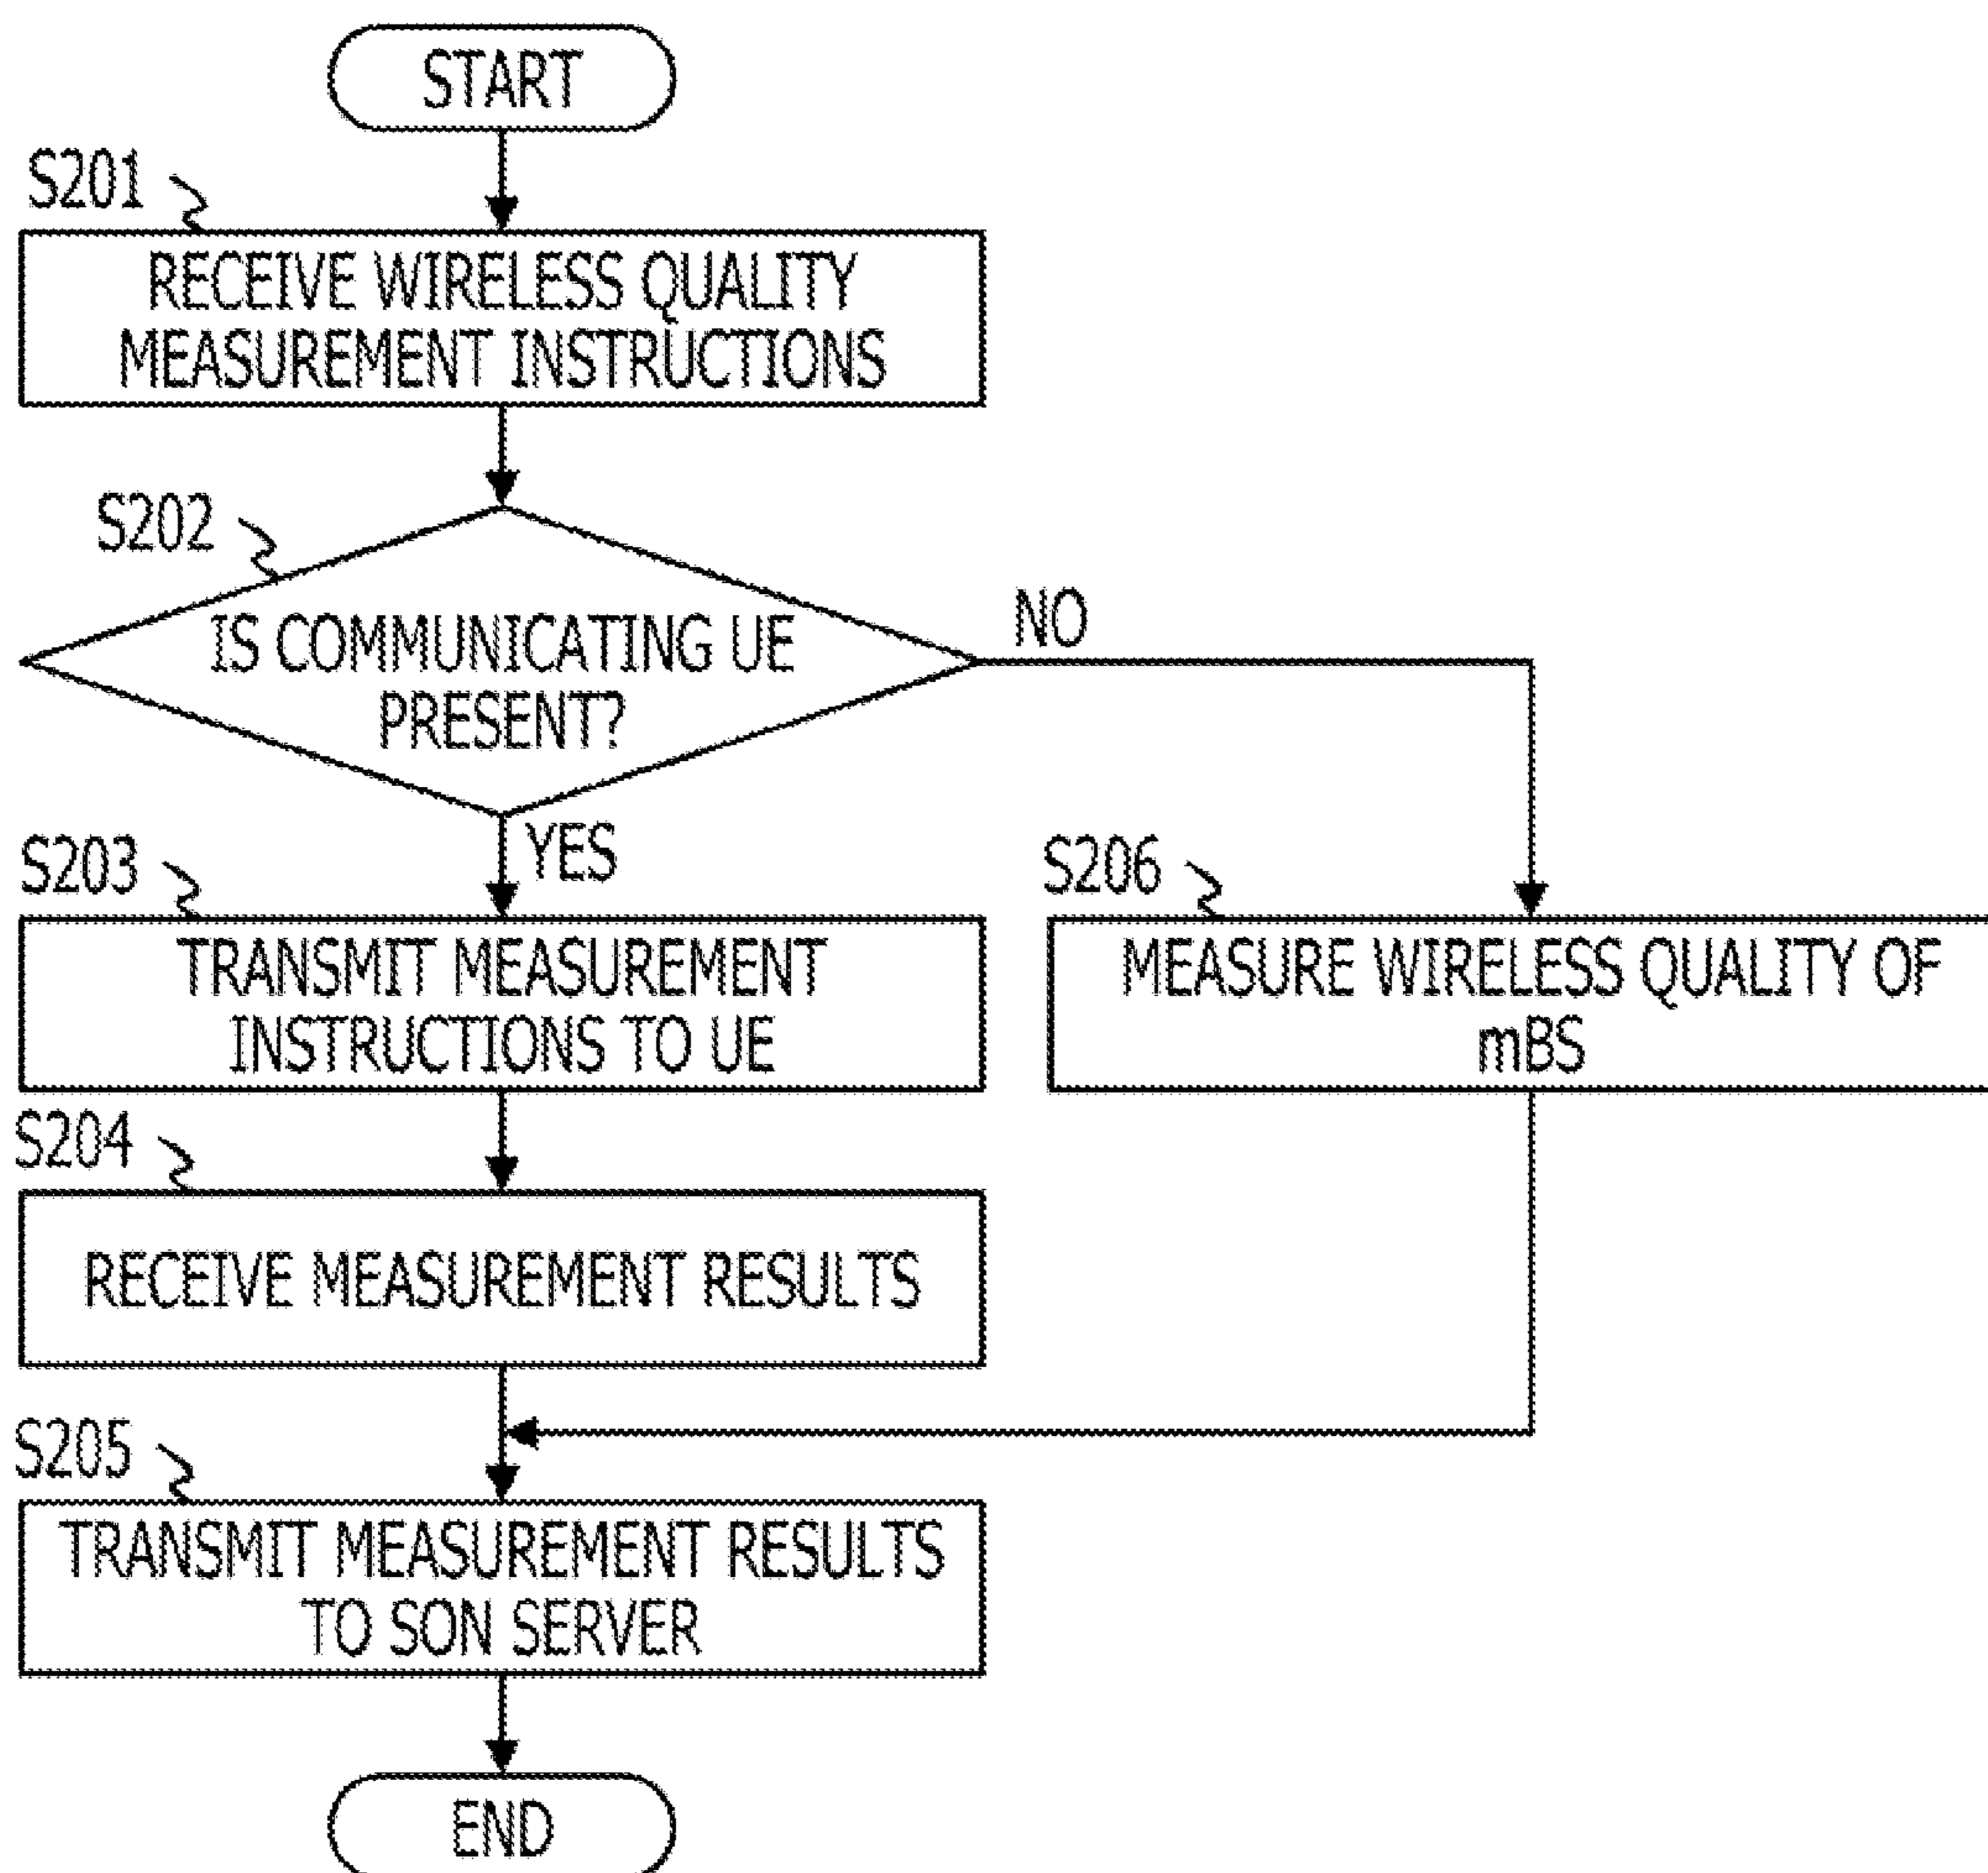 START
S201
RECEIVE WIRELESS QUALITY
MEASUREMENT INSTRUCTIONS
S202
IS COMMUNICATING UE
PRESENT?
NO
YES
S203
TRANSMIT MEASUREMENT
INSTRUCTIONS TO UE
S206
MEASURE WIRELESS QUALITY OF
mBS
S204
RECEIVE MEASUREMENT RESULTS
S205
TRANSMIT MEASUREMENT RESULTS
TO SON SERVER
END